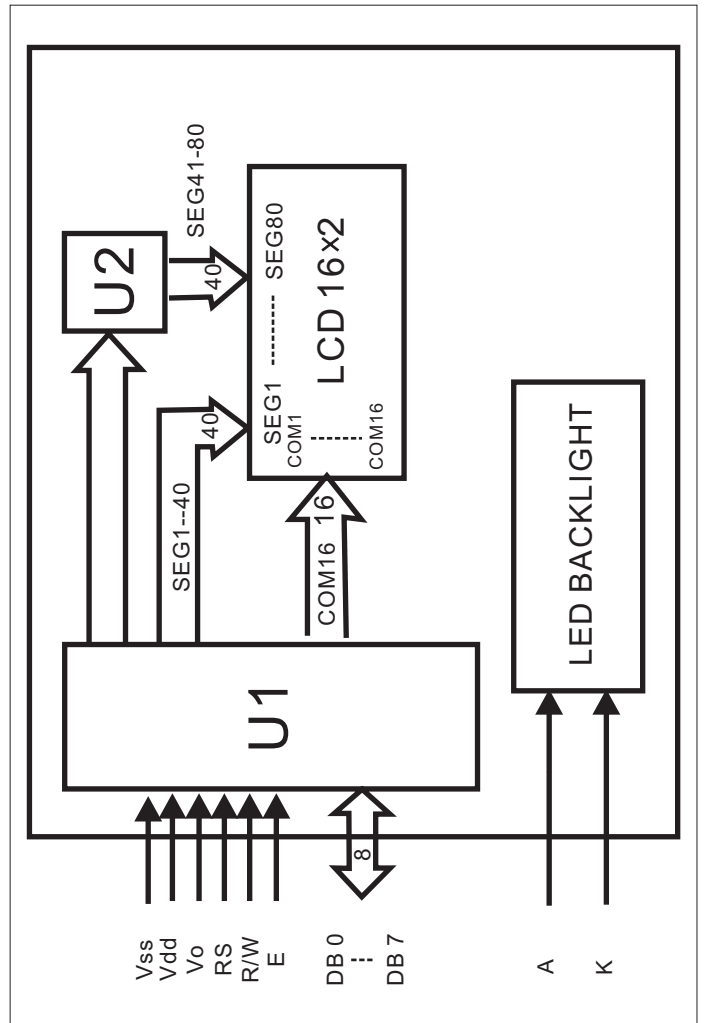 Vss
Vdd
Vo
RS
R/W
E
DB 0
----
DB 7
8
A
K
U1
U2
SEG1--40
40
SEG41-80
40
COM16 16
SEG1 ---------- SEG80
COM1
--------
COM16
LCD 16×2
LED BACKLIGHT